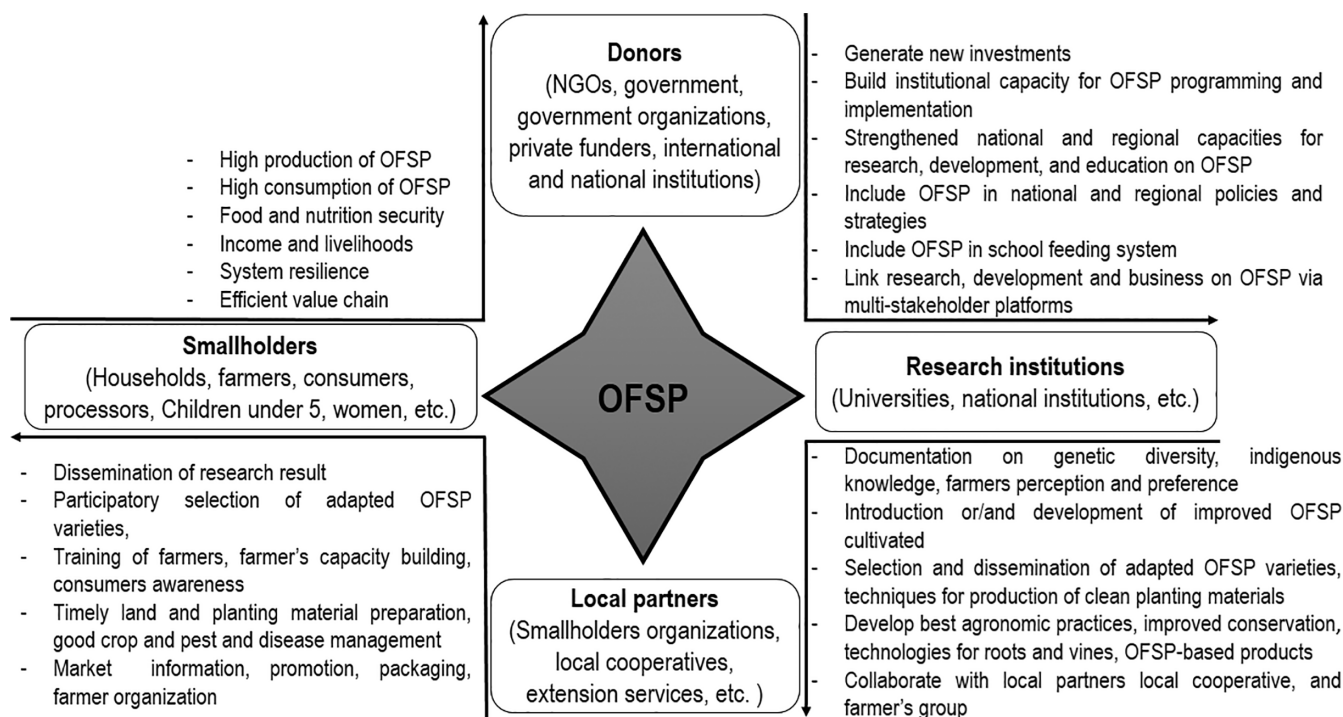 Donors
(NGOs, government,
government organizations,
private funders, international
and national institutions)
- Generate new investments
- Build institutional capacity for OFSP programming and
implementation
- Strengthened national and regional capacities for
research, development, and education on OFSP
- Include OFSP in national and regional policies and
strategies
- Include OFSP in school feeding system
- Link research, development and business on OFSP via
multi-stakeholder platforms
- High production of OFSP
- High consumption of OFSP
- Food and nutrition security
- Income and livelihoods
- System resilience
- Efficient value chain
Smallholders
(Households, farmers, consumers,
processors, Children under 5, women, etc.)
OFSP
Research institutions
(Universities, national institutions, etc.)
- Dissemination of research result
- Participatory selection of adapted OFSP
varieties,
- Training of farmers, farmer's capacity building,
consumers awareness
- Timely land and planting material preparation,
good crop and pest and disease management
- Market information, promotion, packaging,
farmer organization
Local partners
(Smallholders organizations,
local cooperatives,
extension services, etc. )
- Documentation on genetic diversity, indigenous
knowledge, farmers perception and preference
- Introduction or/and development of improved OFSP
cultivated
- Selection and dissemination of adapted OFSP varieties,
techniques for production of clean planting materials
- Develop best agronomic practices, improved conservation,
technologies for roots and vines, OFSP-based products
- Collaborate with local partners local cooperative, and
farmer's group